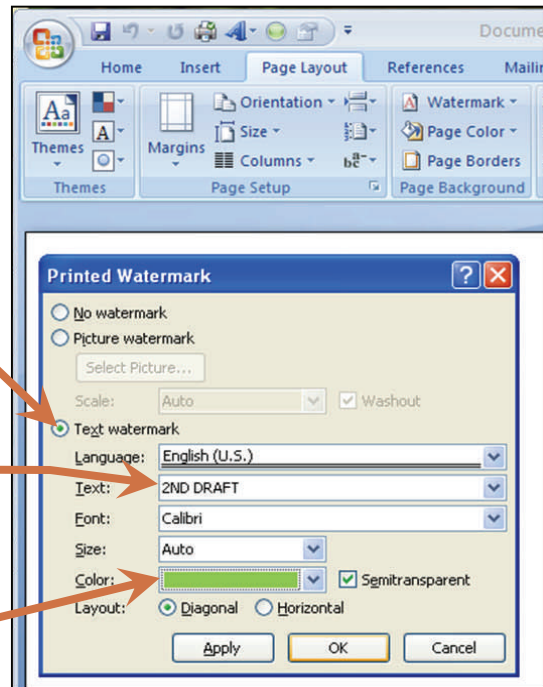 Docume
Home Insert Page Layout References Mailin
Aa Orientation Watermark
A Size Page Color
Themes Margins Columns Page Borders
Themes Page Setup Page Background
Printed Watermark
No watermark
Picture watermark
Select Picture...
Scale: Auto Washout
Text watermark
Language: English (U.S.)
Text: 2ND DRAFT
Font: Calibri
Size: Auto
Color: Semitransparent
Layout: Diagonal Horizontal
Apply OK Cancel